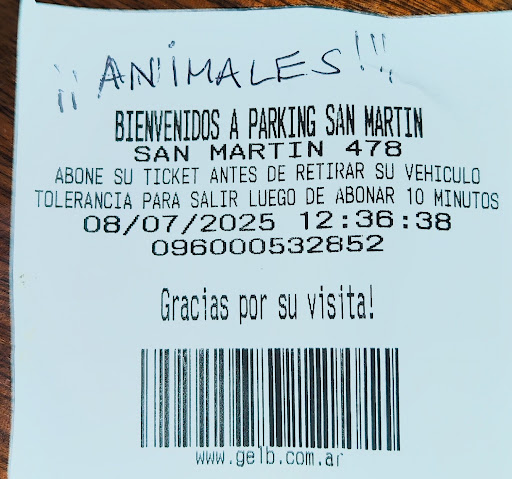 ¡¡ANIMALES!!!
BIENVENIDOS A PARKING SAN MARTIN
SAN MARTIN 478
ABONE SU TICKET ANTES DE RETIRAR SU VEHICULO
TOLERANCIA PARA SALIR LUEGO DE ABONAR 10 MINUTOS
08/07/2025 12:36:38
096000532852
Gracias por su visita!
www.gelb.com.ar